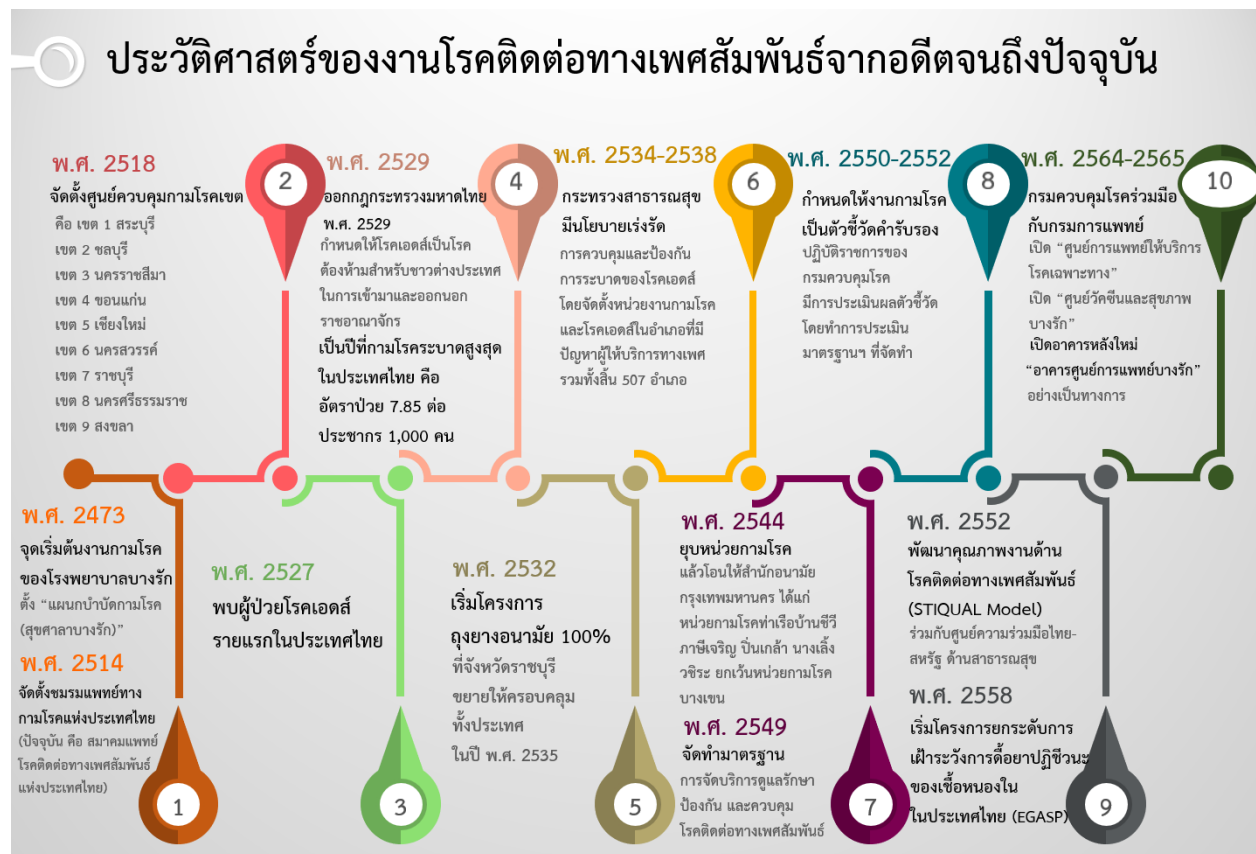 ประวัติศาสตร์ของงานโรคติดต่อทางเพศสัมพันธ์จากอดีตจนถึงปัจจุบัน
พ.ศ. 2473
จุดเริ่มต้นงานกามโรค
ของโรงพยาบาลบางรัก
ตั้ง “แผนกบำบัดกามโรค
(สุขศาลาบางรัก)”
พ.ศ. 2514
จัดตั้งชมรมแพทย์ทาง
กามโรคแห่งประเทศไทย
(ปัจจุบัน คือ สมาคมแพทย์
โรคติดต่อทางเพศสัมพันธ์
แห่งประเทศไทย)
1
พ.ศ. 2518
จัดตั้งศูนย์ควบคุมกามโรคเขต
คือ เขต 1 สระบุรี
เขต 2 ชลบุรี
เขต 3 นครราชสีมา
เขต 4 ขอนแก่น
เขต 5 เชียงใหม่
เขต 6 นครสวรรค์
เขต 7 ราชบุรี
เขต 8 นครศรีธรรมราช
เขต 9 สงขลา
2
พ.ศ. 2527
พบผู้ป่วยโรคเอดส์
รายแรกในประเทศไทย
3
พ.ศ. 2529
ออกกฎกระทรวงมหาดไทย
พ.ศ. 2529
กำหนดให้โรคเอดส์เป็นโรค
ต้องห้ามสำหรับชาวต่างประเทศ
ในการเข้ามาและออกนอก
ราชอาณาจักร
เป็นปีที่กามโรคระบาดสูงสุด
ในประเทศไทย คือ
อัตราป่วย 7.85 ต่อ
ประชากร 1,000 คน
4
พ.ศ. 2532
เริ่มโครงการ
ถุงยางอนามัย 100%
ที่จังหวัดราชบุรี
ขยายให้ครอบคลุม
ทั้งประเทศ
ในปี พ.ศ. 2535
5
พ.ศ. 2534-2538
กระทรวงสาธารณสุข
มีนโยบายเร่งรัด
การควบคุมและป้องกัน
การระบาดของโรคเอดส์
โดยจัดตั้งหน่วยงานกามโรค
และโรคเอดส์ในอำเภอที่มี
ปัญหาผู้ให้บริการทางเพศ
รวมทั้งสิ้น 507 อำเภอ
6
พ.ศ. 2544
ยุบหน่วยกามโรค
แล้วโอนให้สำนักอนามัย
กรุงเทพมหานคร ได้แก่
หน่วยกามโรคท่าเรือบ้านชีวี
ภาษีเจริญ ปิ่นเกล้า นางเลิ้ง
วชิระ ยกเว้นหน่วยกามโรค
บางเขน
พ.ศ. 2549
จัดทำมาตรฐาน
การจัดบริการดูแลรักษา
ป้องกัน และควบคุม
โรคติดต่อทางเพศสัมพันธ์
7
พ.ศ. 2550-2552
กำหนดให้งานกามโรค
เป็นตัวชี้วัดคำรับรอง
ปฏิบัติราชการของ
กรมควบคุมโรค
มีการประเมินผลตัวชี้วัด
โดยทำการประเมิน
มาตรฐานฯ ที่จัดทำ
8
พ.ศ. 2552
พัฒนาคุณภาพงานด้าน
โรคติดต่อทางเพศสัมพันธ์
(STIQUAL Model)
ร่วมกับศูนย์ความร่วมมือไทย-
สหรัฐ ด้านสาธารณสุข
พ.ศ. 2558
เริ่มโครงการยกระดับการ
เฝ้าระวังการดื้อยาปฏิชีวนะ
ของเชื้อหนองใน
ในประเทศไทย (EGASP)
9
พ.ศ. 2564-2565
กรมควบคุมโรคร่วมมือ
กับกรมการแพทย์
เปิด “ศูนย์การแพทย์ให้บริการ
โรคเฉพาะทาง”
เปิด “ศูนย์วัคซีนและสุขภาพ
บางรัก”
เปิดอาคารหลังใหม่
“อาคารศูนย์การแพทย์บางรัก”
อย่างเป็นทางการ
10